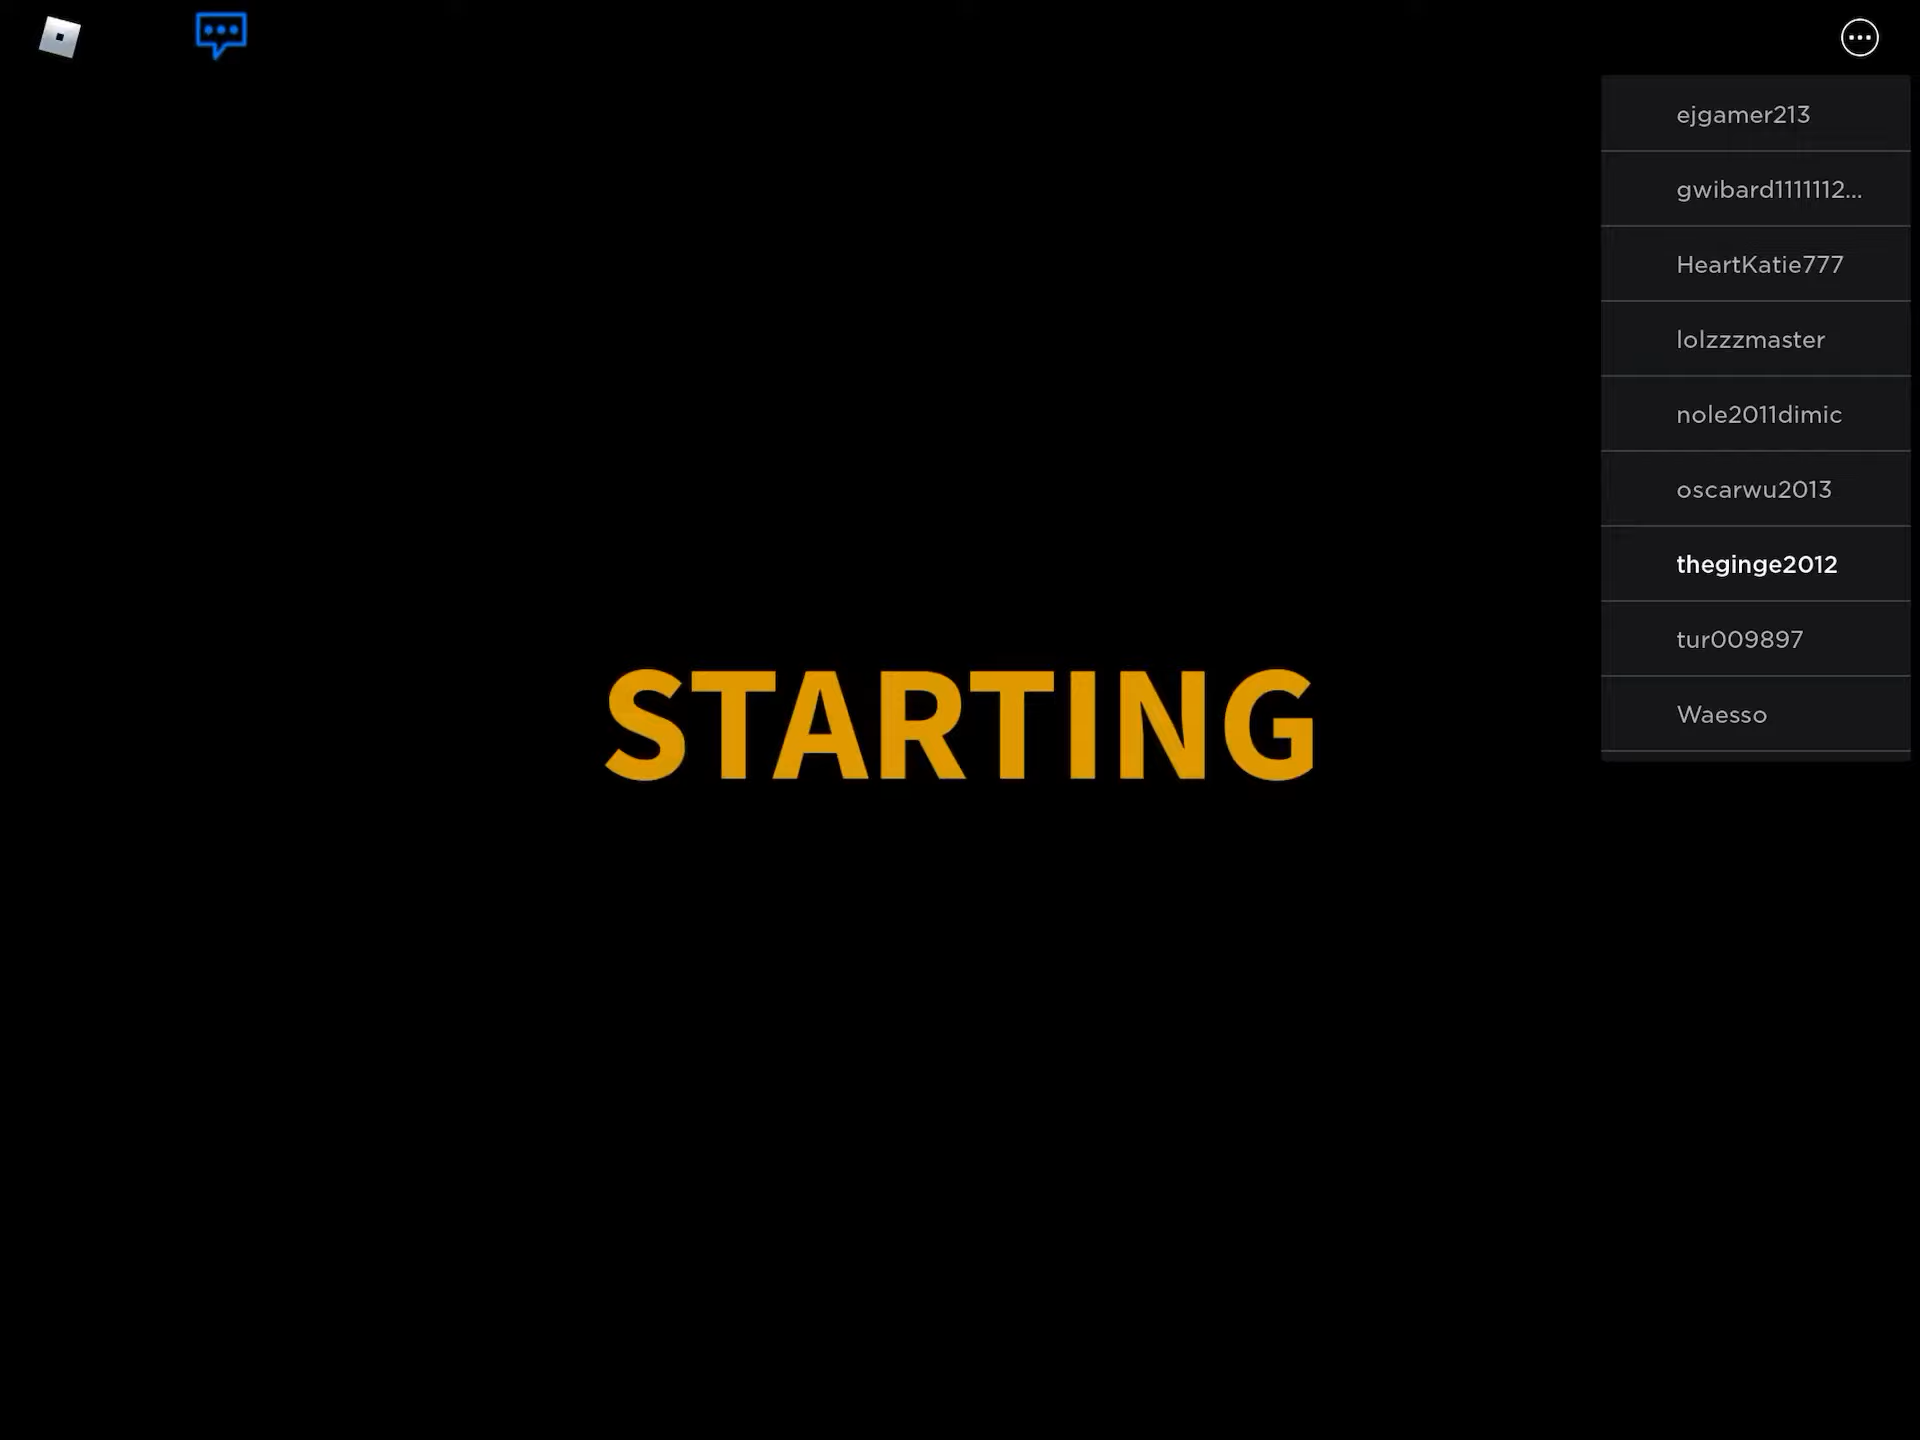 ejgamer213
gwibard1111112...
HeartKatie777
lolzzzmaster
nole2011dimic
oscarwu2013
theginge2012
tur009897
Waesso
STARTING